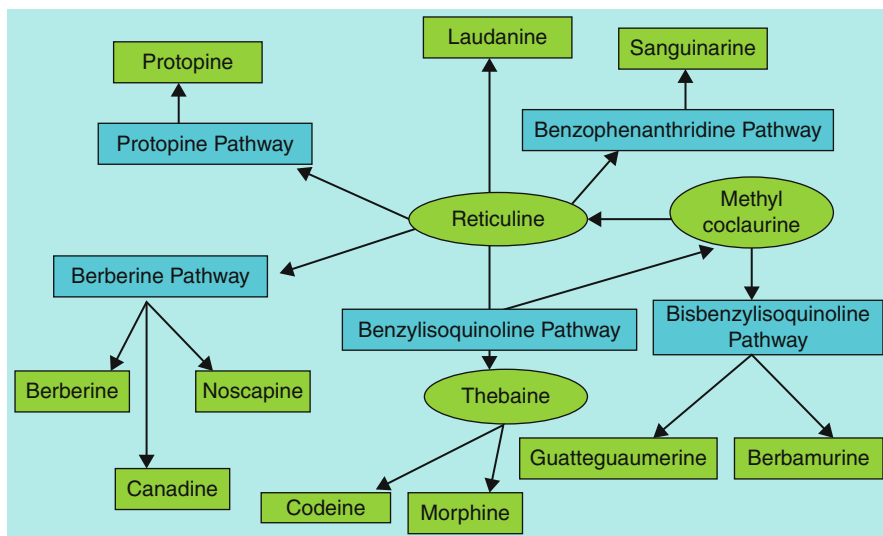 Laudanine
Protopine
Sanguinarine
Protopine Pathway
Benzophenanthridine Pathway
Reticuline
Methyl
coclaurine
Berberine Pathway
Benzylisoquinoline Pathway
Bisbenzylisoquinoline
Pathway
Berberine
Noscapine
Thebaine
Guatteguaumerine
Berbamurine
Canadine
Codeine
Morphine